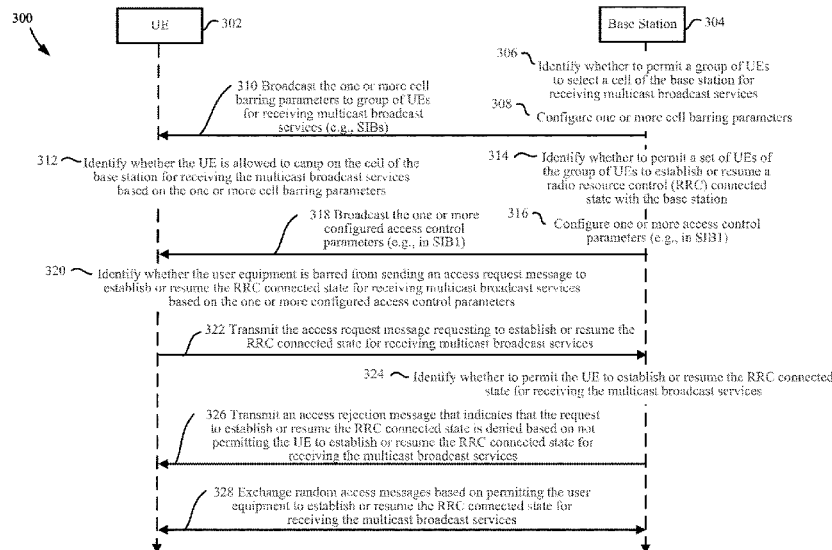 300
UE
302
Base Station
304
306
Identify whether to permit a group of UEs
to select a cell of the base station for
receiving multicast broadcast services
308
Configure one or more cell barring parameters
310 Broadcast the one or more cell
barring parameters to group of UEs
for receiving multicast broadcast
services (e.g., SIBs)
312
Identify whether the UE is allowed to camp on the cell of the
base station for receiving the multicast broadcast services
based on the one or more cell barring parameters
314
Identify whether to permit a set of UEs of
the group of UEs to establish or resume a
radio resource control (RRC) connected
state with the base station
316
Configure one or more access control
parameters (e.g., in SIB1)
318 Broadcast the one or more
configured access control
parameters (e.g., in SIB1)
320
Identify whether the user equipment is barred from sending an access request message to
establish or resume the RRC connected state for receiving multicast broadcast services
based on the one or more configured access control parameters
322 Transmit the access request message requesting to establish or resume the
RRC connected state for receiving multicast broadcast services
324
Identify whether to permit the UE to establish or resume the RRC connected
state for receiving the multicast broadcast services
326 Transmit an access rejection message that indicates that the request
to establish or resume the RRC connected state is denied based on not
permitting the UE to establish or resume the RRC connected state for
receiving the multicast broadcast services
328 Exchange random access messages based on permitting the user
equipment to establish or resume the RRC connected state for
receiving the multicast broadcast services